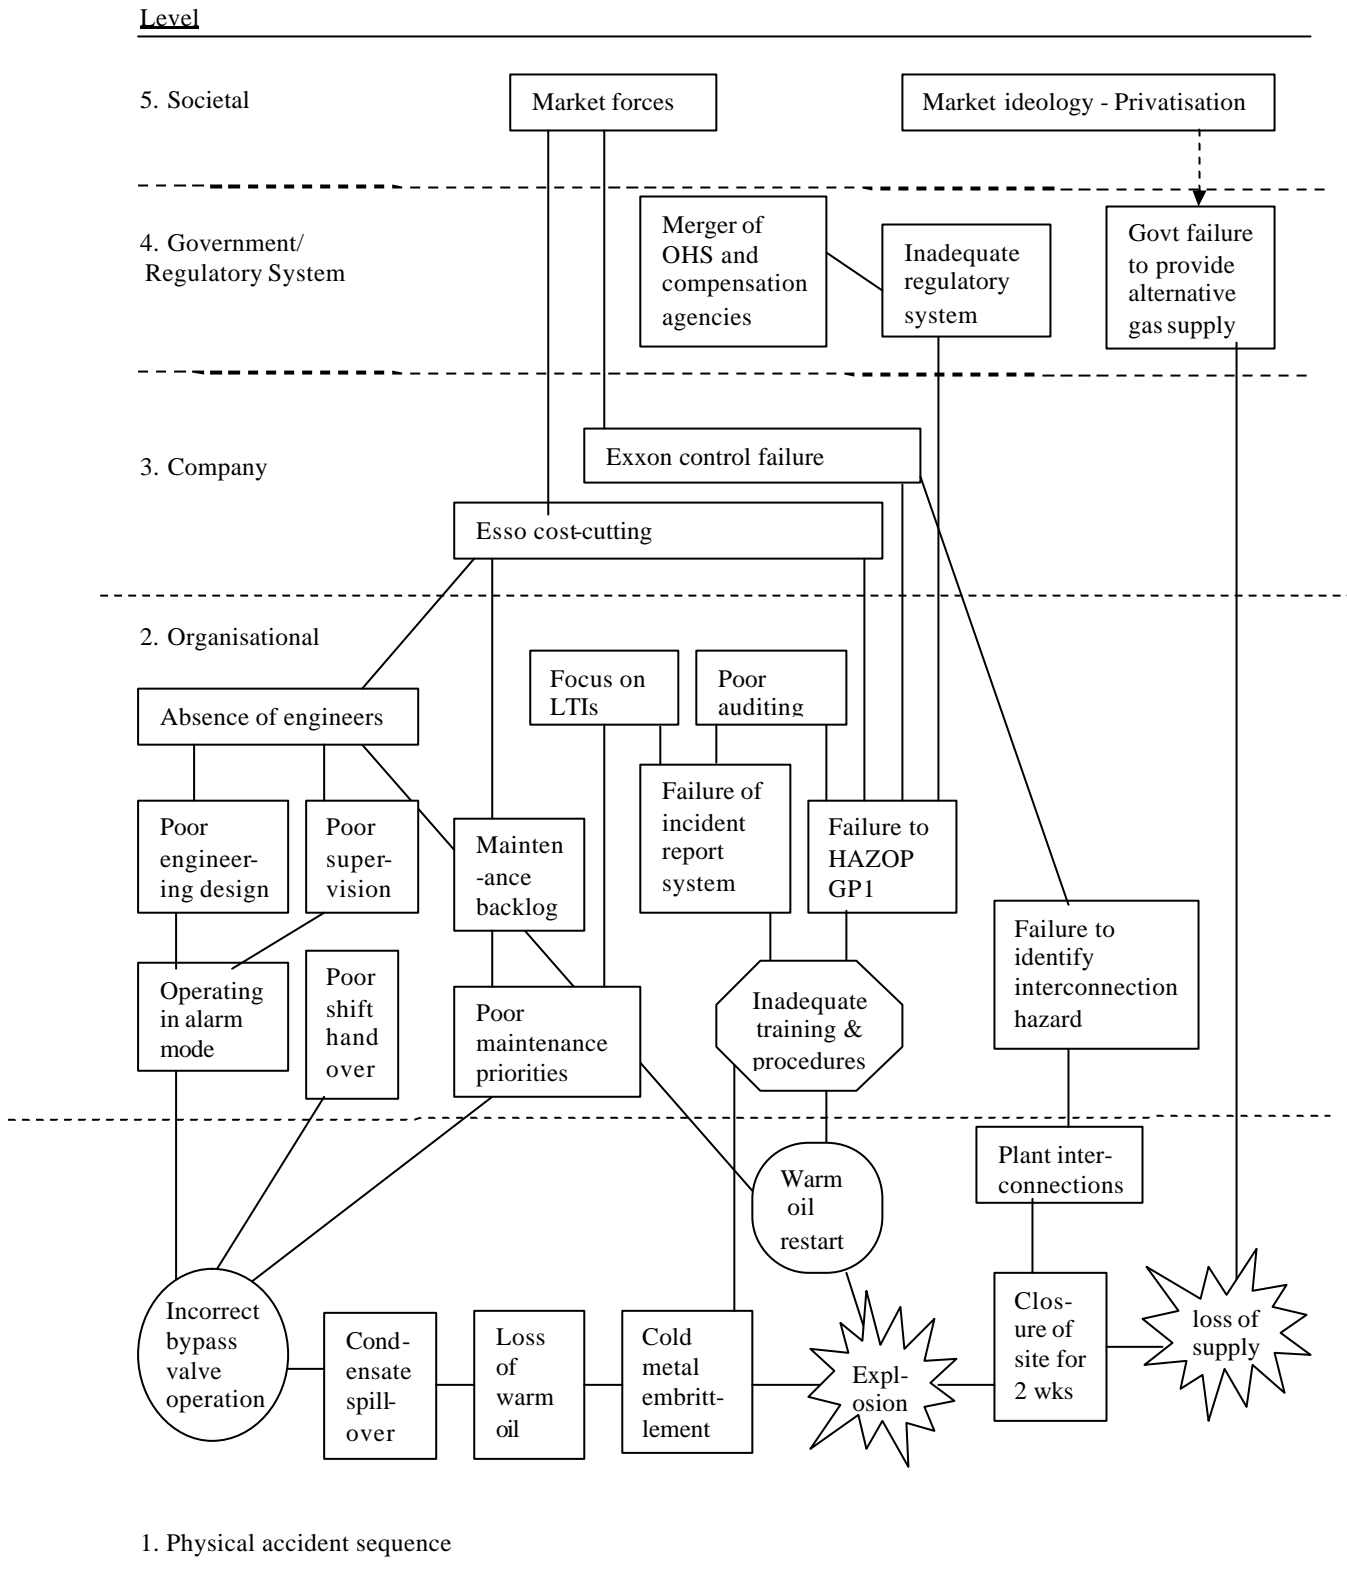 Level
5. Societal
Market forces
Market ideology - Privatisation
4. Government/
Regulatory System
Merger of
OHS and
compensation
agencies
Inadequate
regulatory
system
Govt failure
to provide
alternative
gas supply
3. Company
Exxon control failure
Esso cost-cutting
2. Organisational
Focus on
LTIs
Poor
auditing
Absence of engineers
Failure of
incident
report
system
Poor
engineer-
ing design
Poor
super-
vision
Mainten
-ance
backlog
Failure to
HAZOP
GP1
Failure to
identify
interconnection
hazard
Operating
in alarm
mode
Poor
shift
hand
over
Poor
maintenance
priorities
Inadequate
training &
procedures
Plant inter-
connections
Warm
oil
restart
Incorrect
bypass
valve
operation
Cond-
ensate
spill-
over
Loss
of
warm
oil
Cold
metal
embritt-
lement
Expl-
osion
Clos-
ure of
site for
2 wks
loss of
supply
1. Physical accident sequence